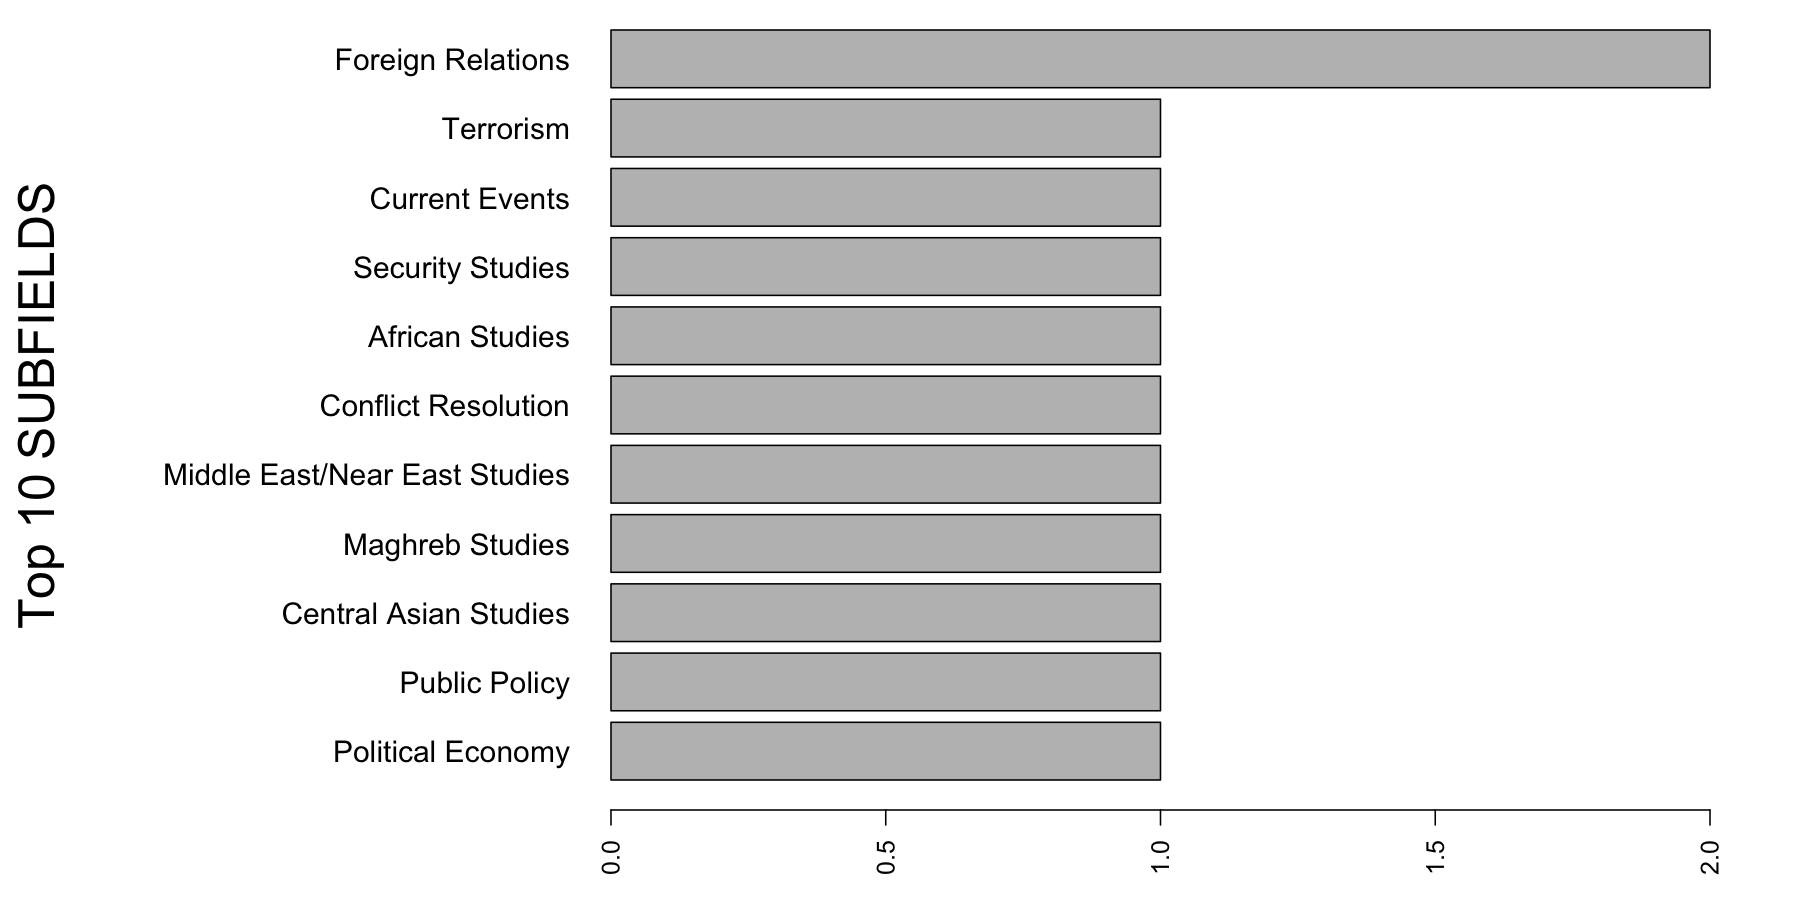 Top 10 SUBFIELDS
Foreign Relations
Terrorism
Current Events
Security Studies
African Studies
Conflict Resolution
Middle East/Near East Studies
Maghreb Studies
Central Asian Studies
Public Policy
Political Economy
0.0
0.5
1.0
1.5
2.0